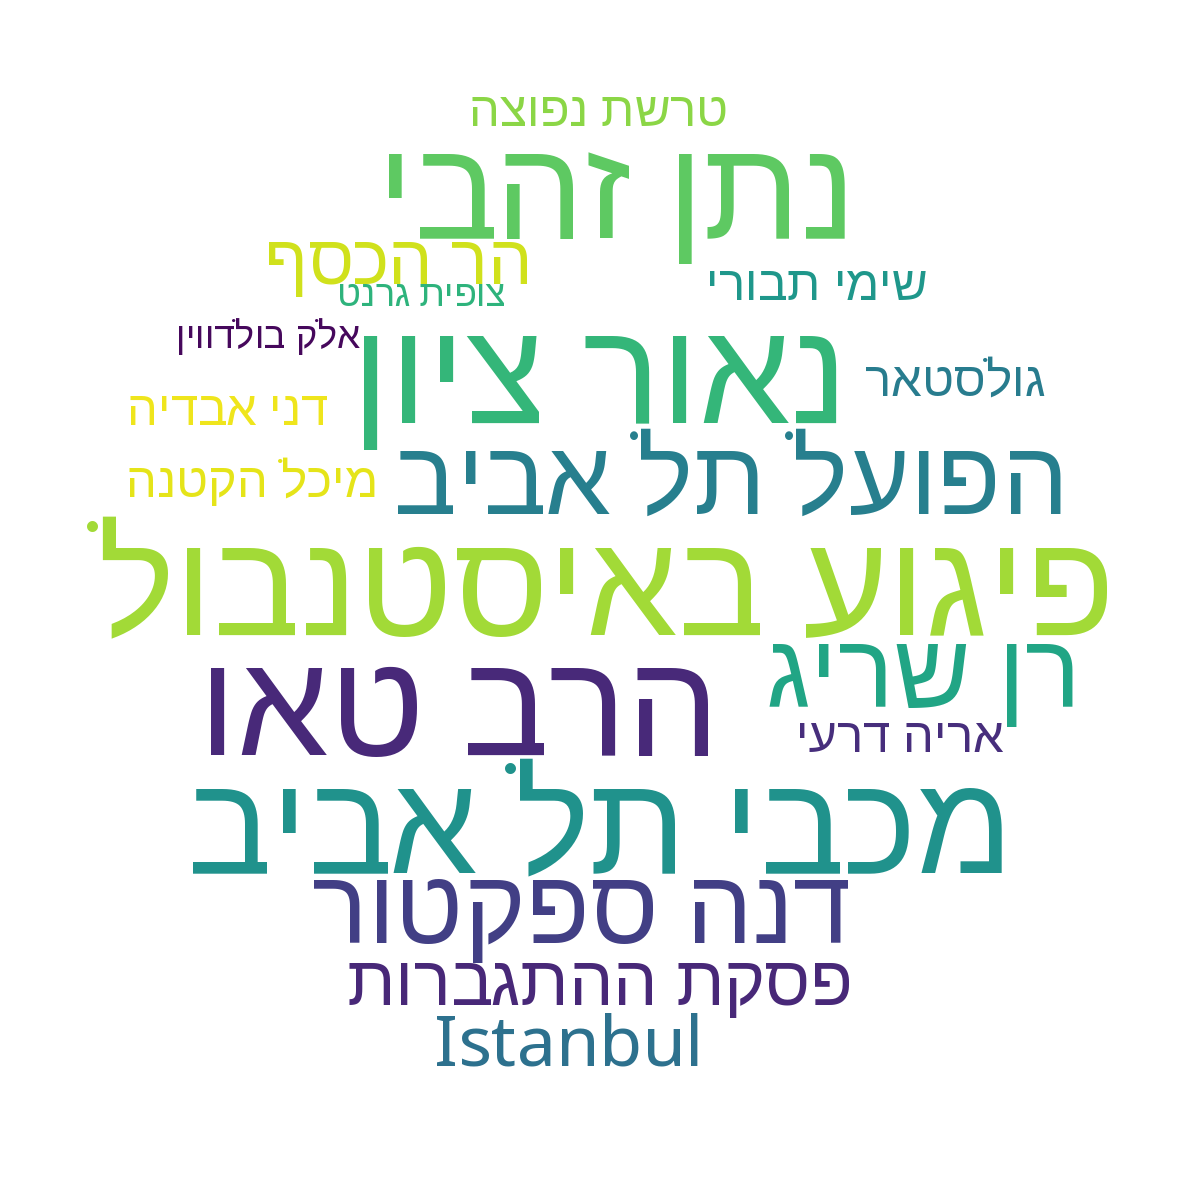 טרשת נפוצה
נתן זהבי
הר הכסף
שימי תבורי
צופית גרנט
אלק בולדווין
נאור ציון
גולסטאר
דני אבדיה
הפועל תל אביב
מיכל הקטנה
פיגוע באיסטנבול
רן שריג
הרב טאו
אריה דרעי
מכבי תל אביב
דנה ספקטור
פסקת ההתגברות
Istanbul